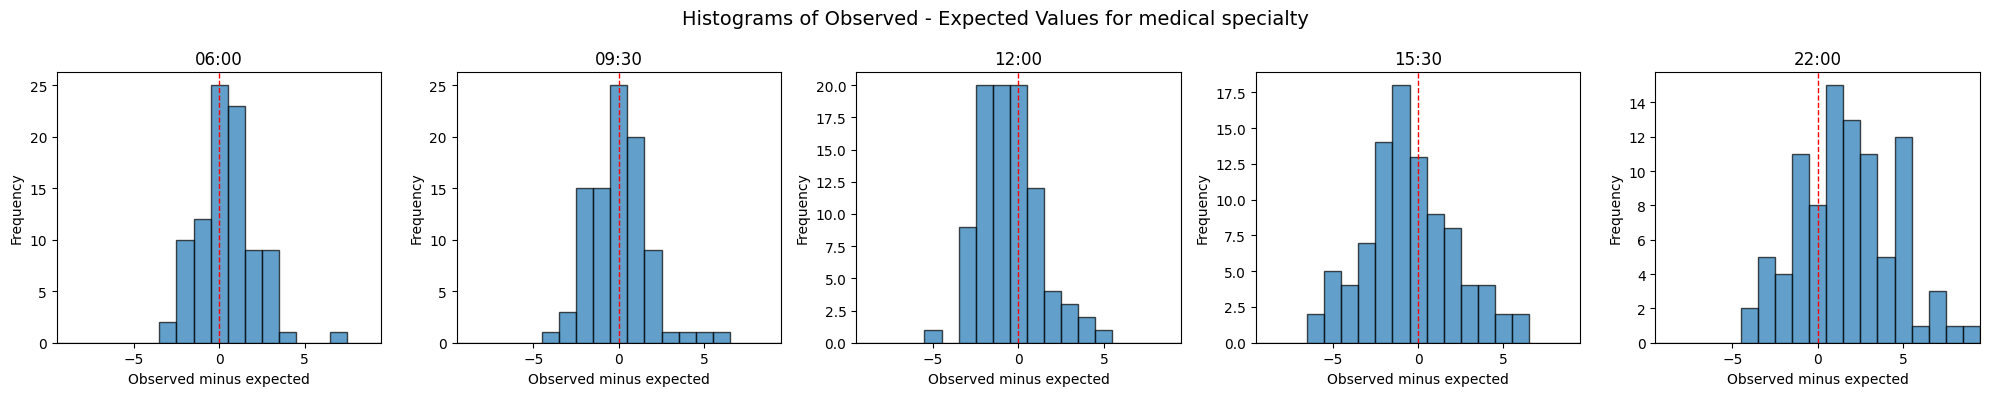 Histograms of Observed - Expected Values for medical specialty
06:00
Frequency
25
20
15
10
5
0
−5 0 5
Observed minus expected
09:30
Frequency
25
20
15
10
5
0
−5 0 5
Observed minus expected
12:00
Frequency
20.0
17.5
15.0
12.5
10.0
7.5
5.0
2.5
0.0
−5 0 5
Observed minus expected
15:30
Frequency
17.5
15.0
12.5
10.0
7.5
5.0
2.5
0.0
−5 0 5
Observed minus expected
22:00
Frequency
14
12
10
8
6
4
2
0
−5 0 5
Observed minus expected